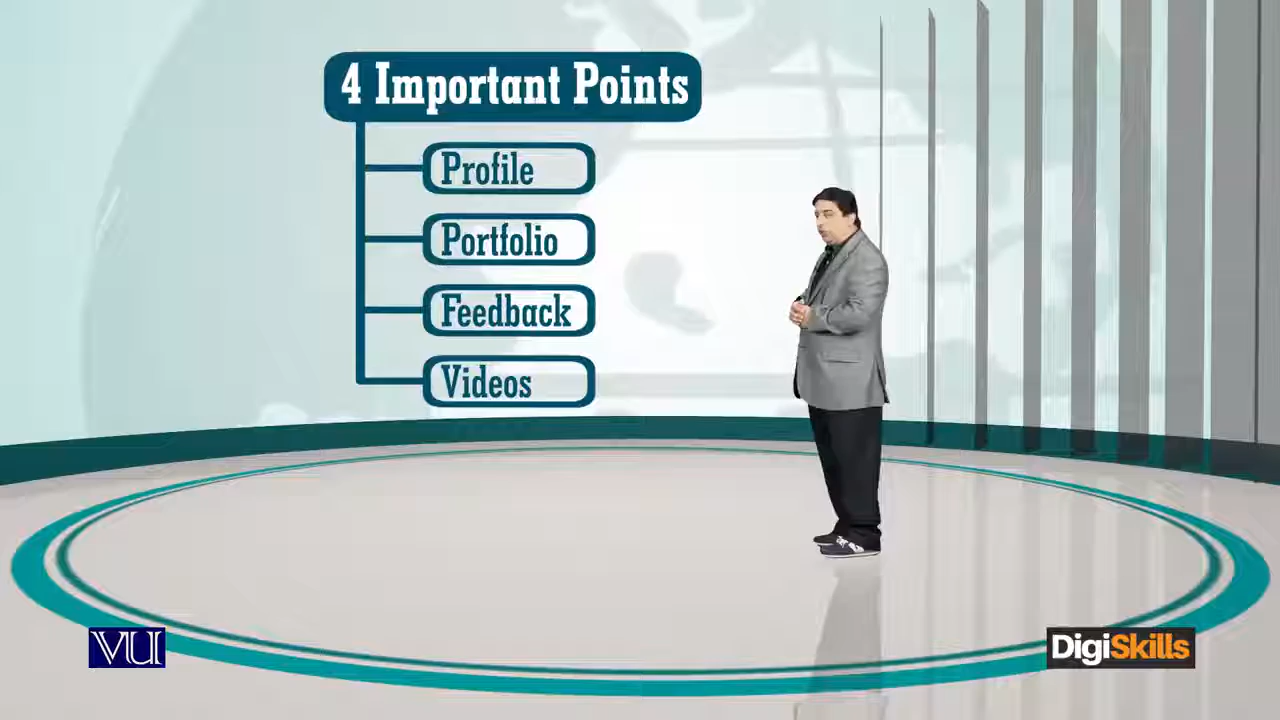 4 Important Points
Profile
Portfolio
Feedback
Videos
VU
DigiSkills